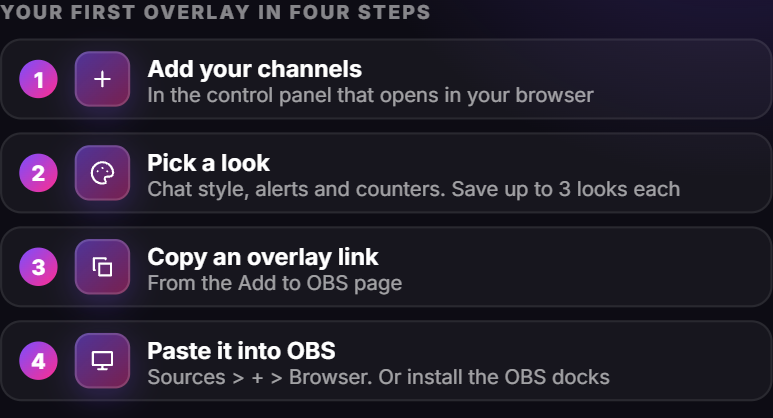 YOUR FIRST OVERLAY IN FOUR STEPS
1
Add your channels
In the control panel that opens in your browser
2
Pick a look
Chat style, alerts and counters. Save up to 3 looks each
3
Copy an overlay link
From the Add to OBS page
4
Paste it into OBS
Sources > + > Browser. Or install the OBS docks